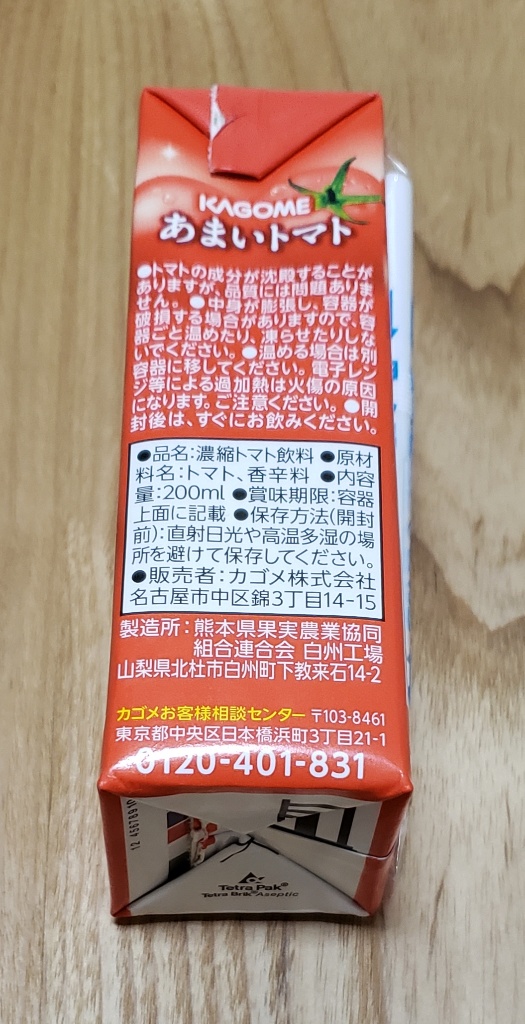 KAGOME
あまいトマト
●トマトの成分が沈殿することが
ありますが、品質には問題ありま
せん。●中身が膨張し、容器が
破損する場合がありますので、容
器ごと温めたり、凍らせたりしな
いでください。●温める場合は別
容器に移してください。電子レン
ジ等による過加熱は火傷の原因
になります。ご注意ください。●開
封後は、すぐにお飲みください。
●品名:濃縮トマト飲料 ●原材
料名:トマト、香辛料 ●内容
量:200ml ●賞味期限:容器
上面に記載 ●保存方法(開封
前):直射日光や高温多湿の場
所を避けて保存してください。
●販売者:カゴメ株式会社
名古屋市中区錦3丁目14-15
製造所:熊本県果実農業協同
組合連合会 白州工場
山梨県北杜市白州町下教来石14-2
カゴメお客様相談センター 〒103-8461
東京都中央区日本橋浜町3丁目21-1
0120-401-831
Tetra Pak®
Tetra Brik® Aseptic